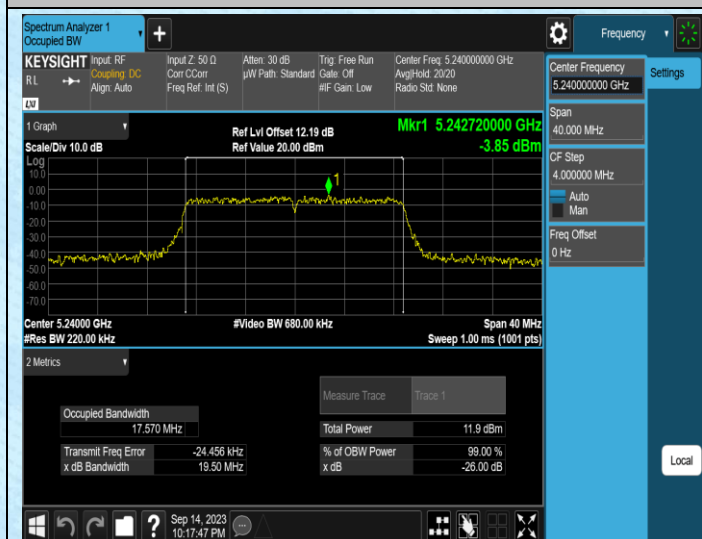 Spectrum Analyzer 1
Occupied BW
+
Frequency
KEYSIGHT
RL
LXI
Input: RF
Coupling: DC
Align: Auto
Input Z: 50 Ω
Corr CCorr
Freq Ref: Int (S)
Atten: 30 dB
µW Path: Standard
Trig: Free Run
Gate: Off
#IF Gain: Low
Center Freq: 5.240000000 GHz
Avg|Hold: 20/20
Radio Std: None
1 Graph
Scale/Div 10.0 dB
Ref Lvl Offset 12.19 dB
Ref Value 20.00 dBm
Mkr1 5.242720000 GHz
-3.85 dBm
Log
10.0
0.00
-10.0
-20.0
-30.0
-40.0
-50.0
-60.0
-70.0
1
Center 5.24000 GHz
#Video BW 680.00 kHz
Span 40 MHz
#Res BW 220.00 kHz
Sweep 1.00 ms (1001 pts)
2 Metrics
Measure Trace
Trace 1
Occupied Bandwidth
17.570 MHz
Total Power
11.9 dBm
Transmit Freq Error
-24.456 kHz
% of OBW Power
99.00 %
x dB Bandwidth
19.50 MHz
x dB
-26.00 dB
Center Frequency
5.240000000 GHz
Settings
Span
40.000 MHz
CF Step
4.000000 MHz
Auto
Man
Freq Offset
0 Hz
Local
?
Sep 14, 2023
10:17:47 PM